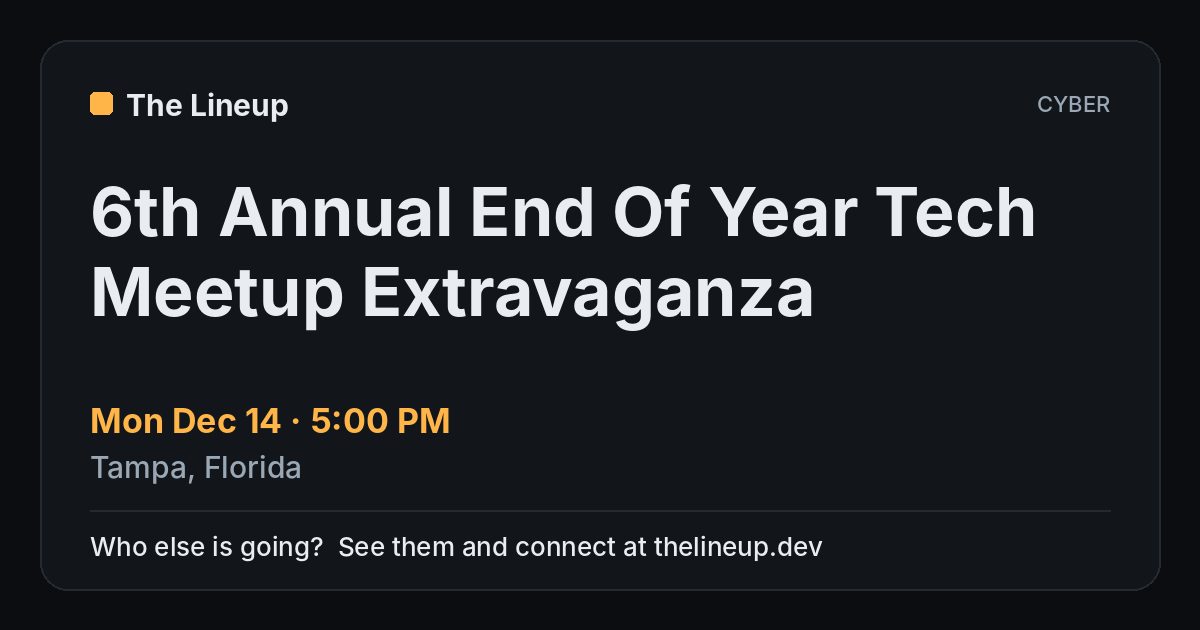 The Lineup
CYBER
6th Annual End Of Year Tech
Meetup Extravaganza
Mon Dec 14 · 5:00 PM
Tampa, Florida
Who else is going? See them and connect at thelineup.dev